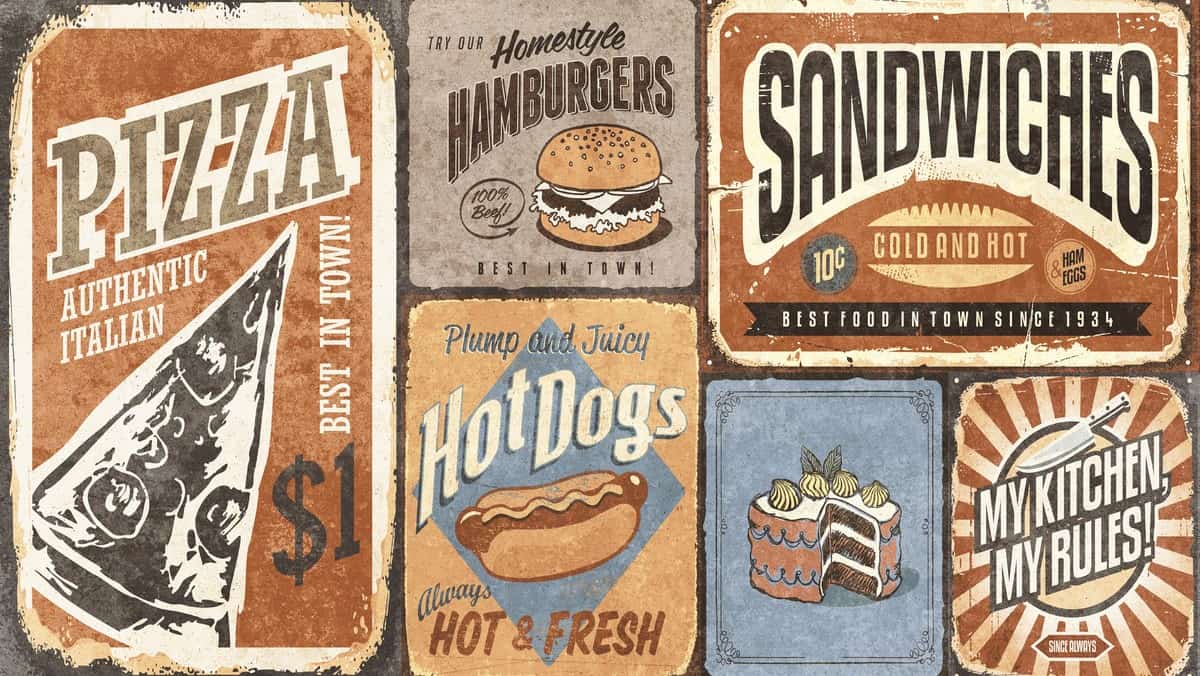 PIZZA
AUTHENTIC
ITALIAN
BEST IN TOWN!
$1
TRY OUR Homestyle
HAMBURGERS
100%
Beef!
BEST IN TOWN!
SANDWICHES
COLD AND HOT
10¢
& HAM
EGGS
BEST FOOD IN TOWN SINCE 1934
Plump and Juicy
Hot Dogs
Always
HOT & FRESH
MY KITCHEN,
MY RULES!
SINCE ALWAYS